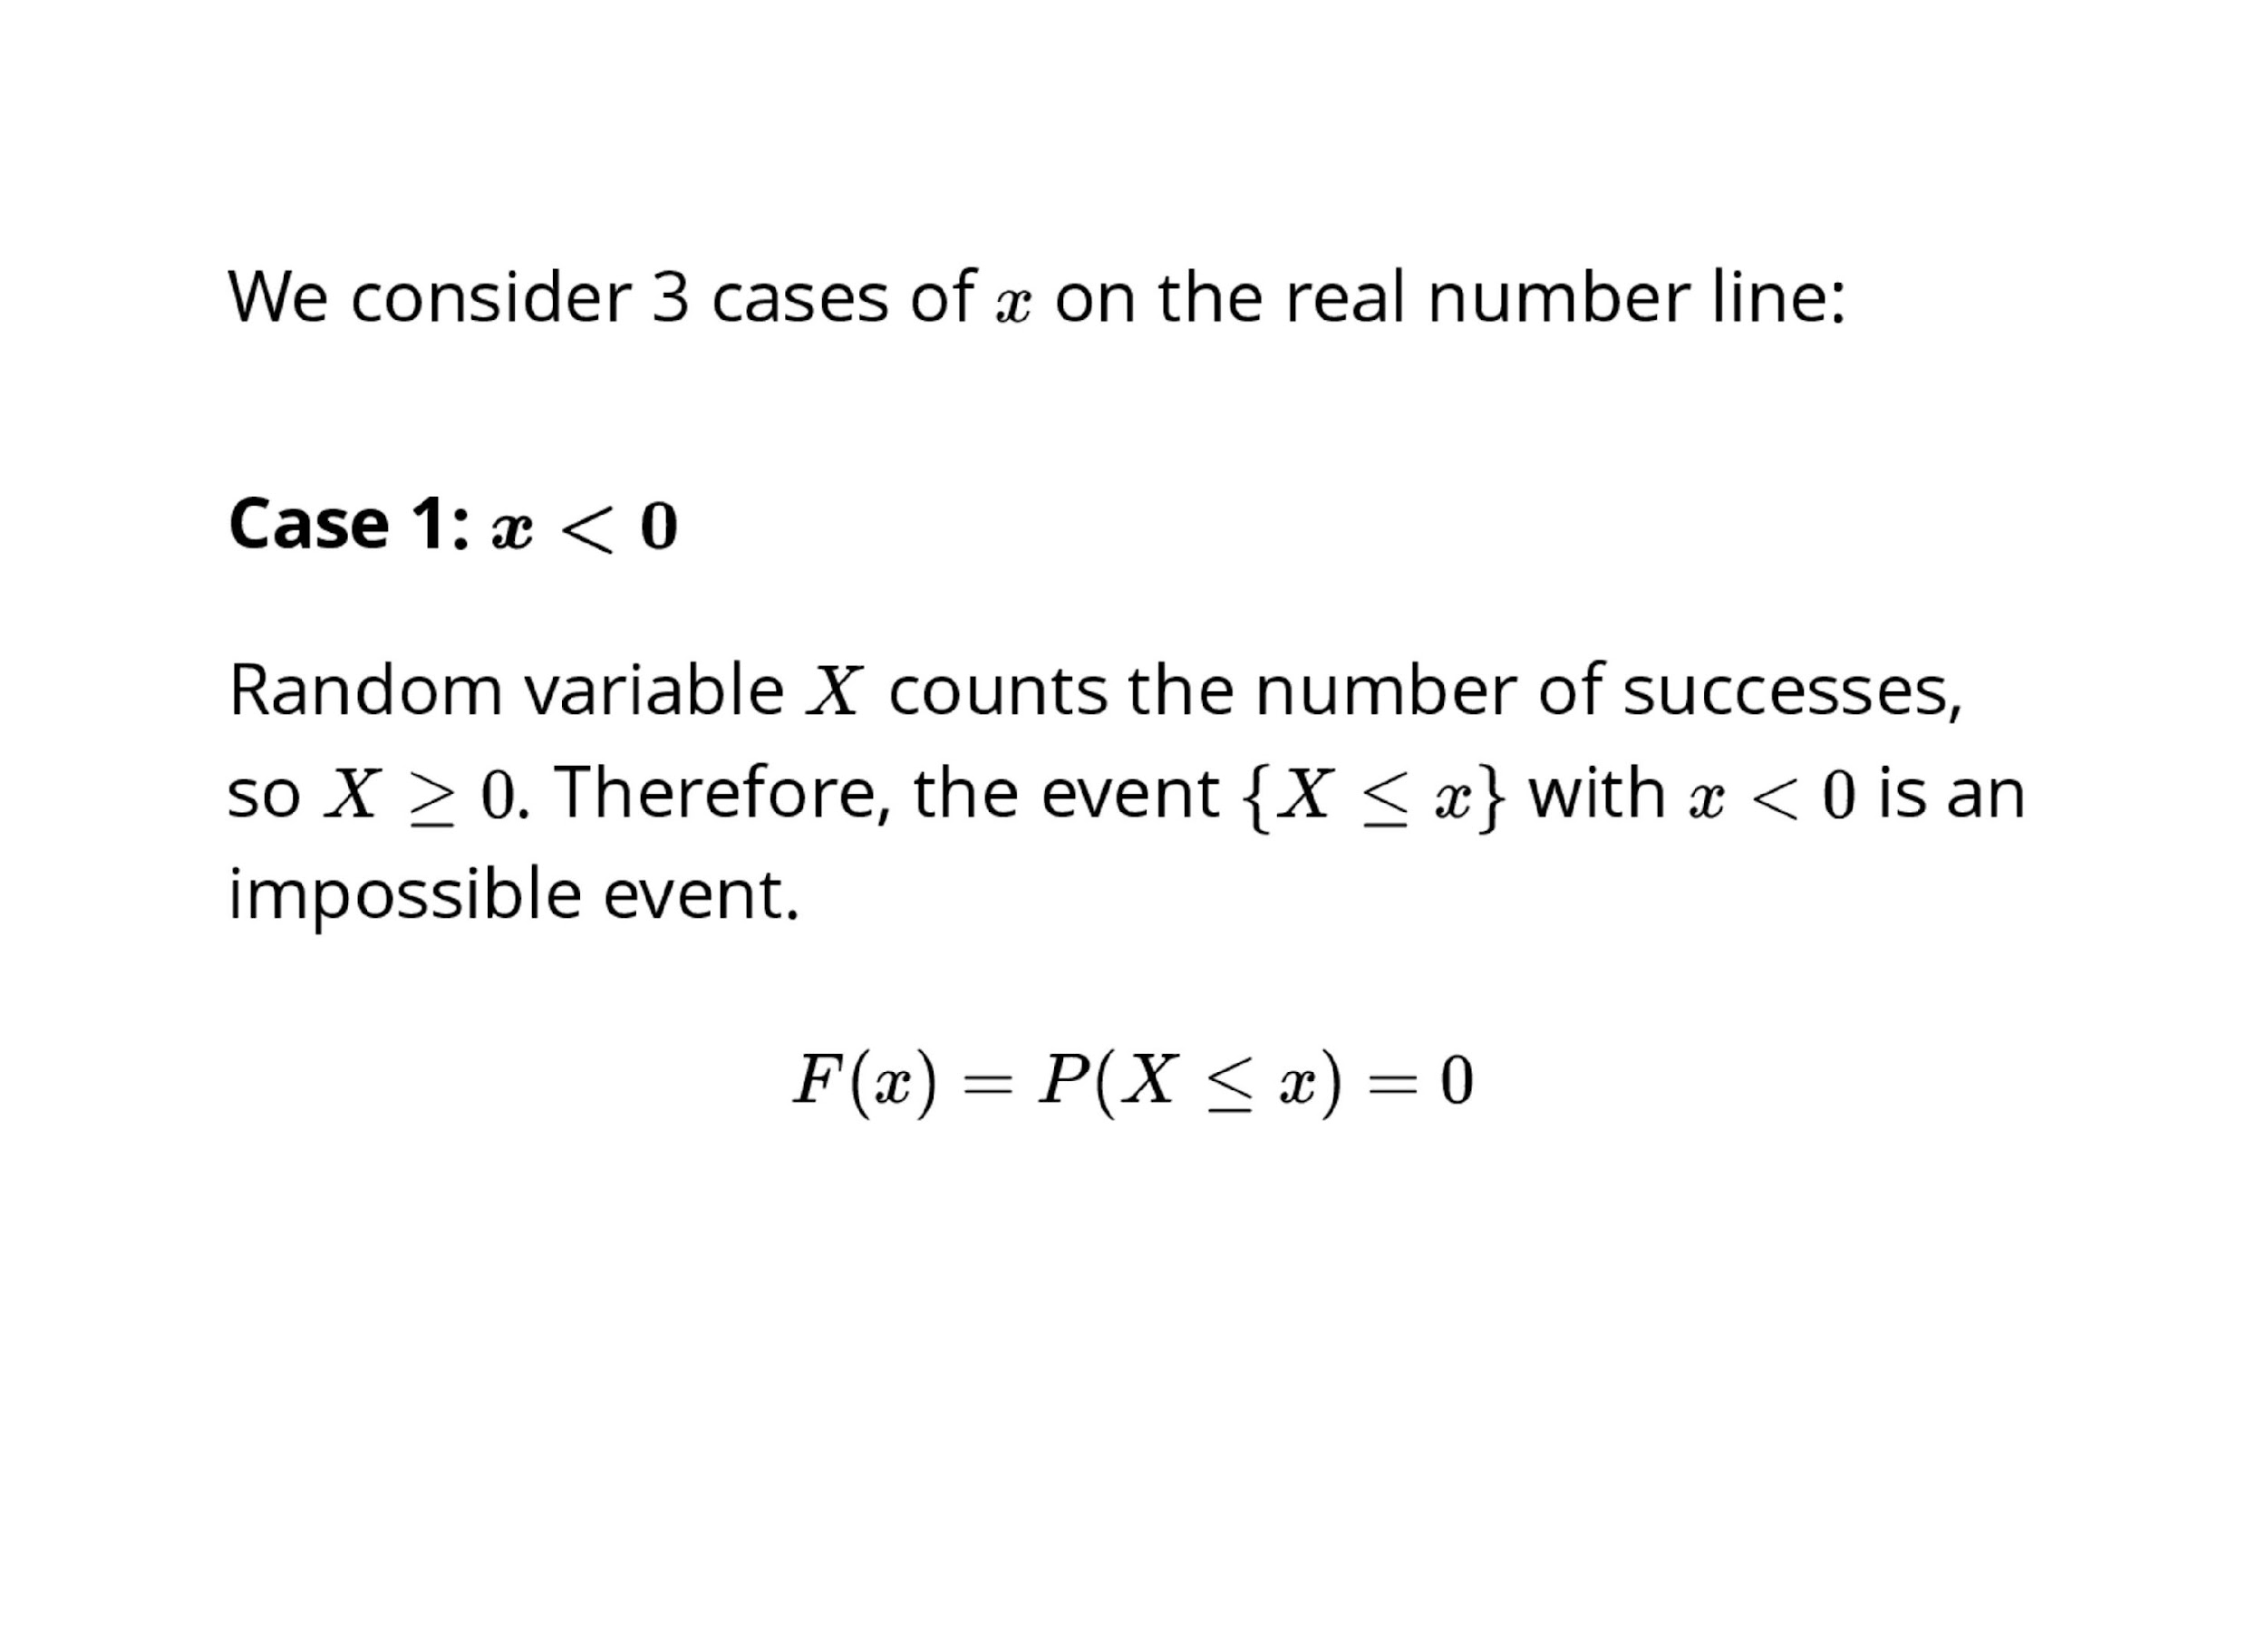 We consider 3 cases of x on the real number line:
Case 1: x < 0
Random variable X counts the number of successes,
so X ≥ 0. Therefore, the event {X ≤ x} with x < 0 is an
impossible event.
F(x) = P(X ≤ x) = 0